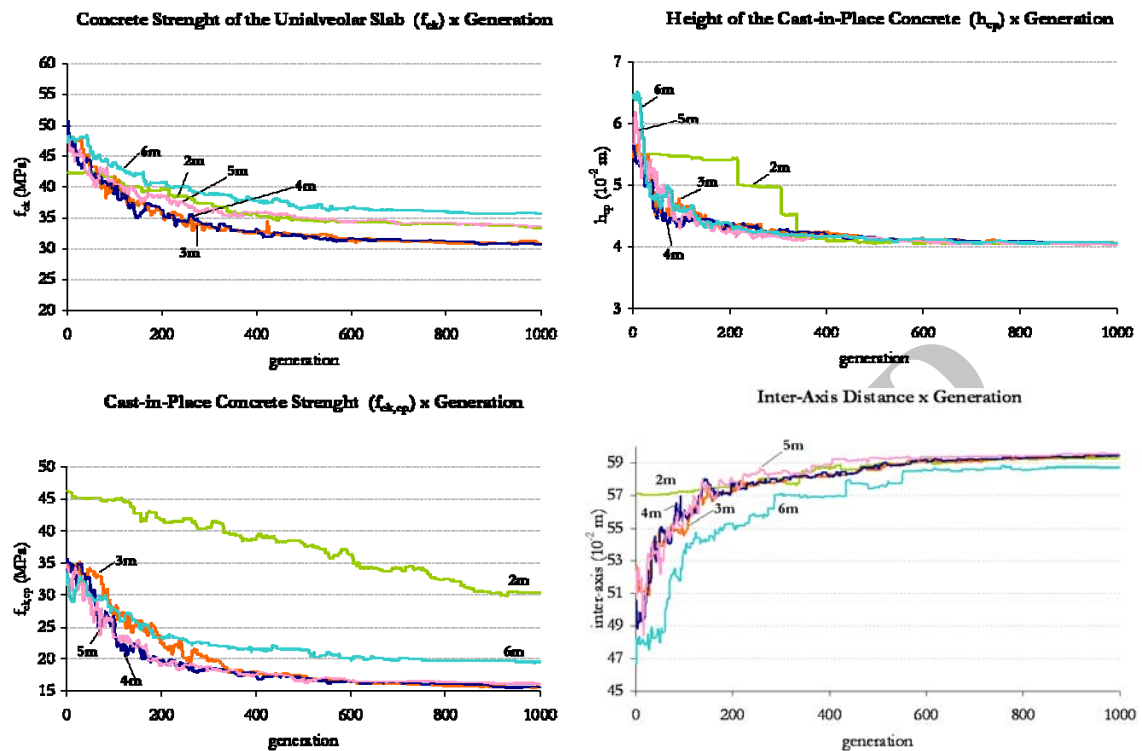 Concrete Strenght of the Unialveolar Slab (fck) x Generation
60
55
50
45
40
35
30
25
20
fck (MPa)
6m
2m
5m
4m
3m
0 200 400 600 800 1000
generation
Height of the Cast-in-Place Concrete (hcp) x Generation
7
6
5
4
3
hcp (10-2 m)
6m
5m
2m
3m
4m
0 200 400 600 800 1000
generation
Cast-in-Place Concrete Strenght (fck,cp) x Generation
50
45
40
35
30
25
20
15
fck,cp (MPa)
3m
2m
5m
6m
4m
0 200 400 600 800 1000
generation
Inter-Axis Distance x Generation
59
57
55
53
51
49
47
45
inter-axis (10-2 m)
5m
2m
4m
3m
6m
0 200 400 600 800 1000
generation